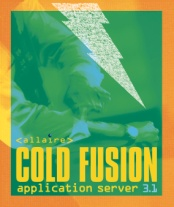 <allaire>
COLD FUSION
application server 3.1